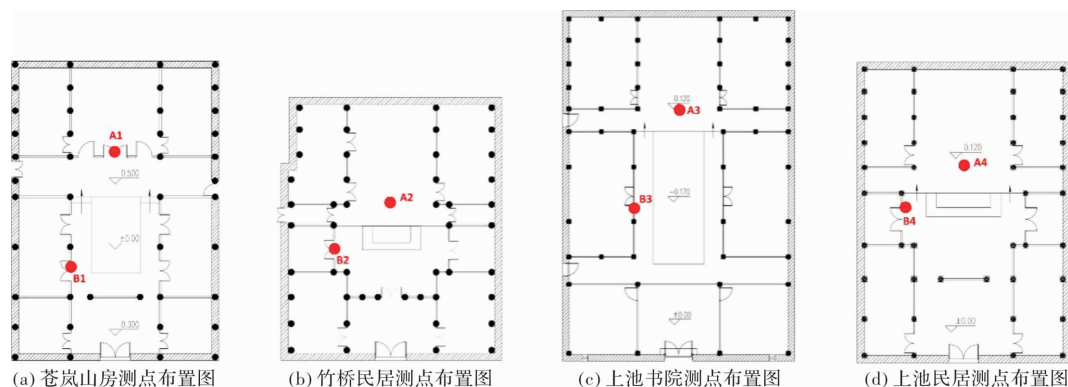 A1
0.500
±0.00
B1
0.300
(a) 苍岚山房测点布置图
A2
B2
(b) 竹桥民居测点布置图
0.120
A3
B3
-0.170
±0.00
(c) 上池书院测点布置图
0.120
A4
B4
±0.00
(d) 上池民居测点布置图